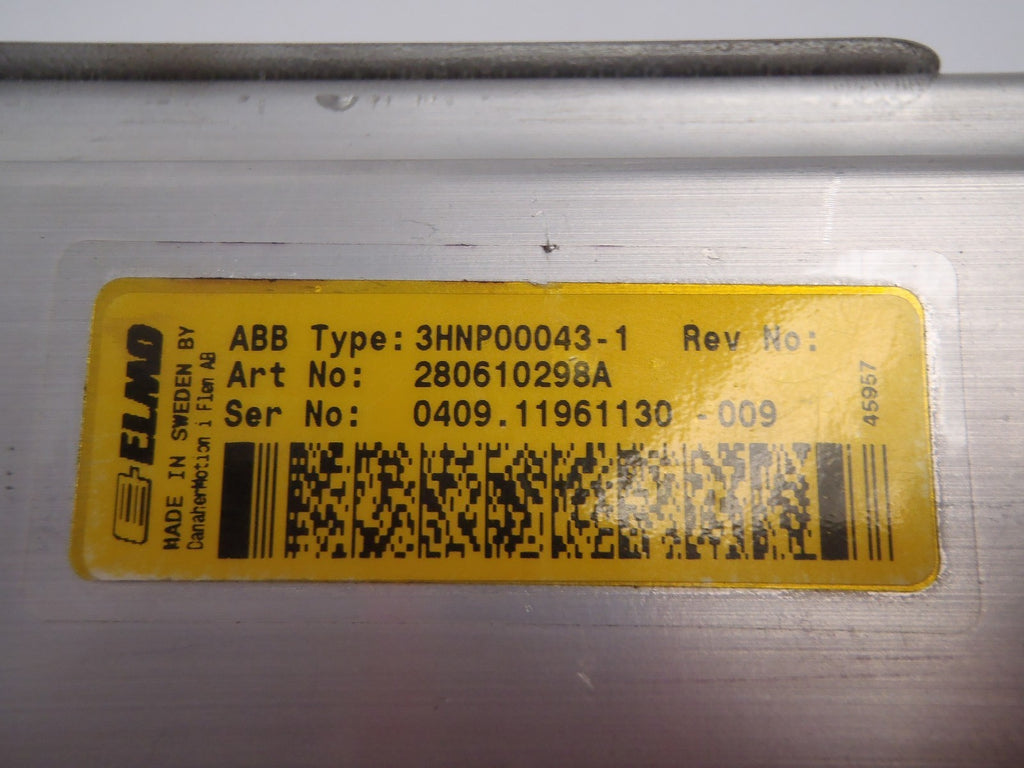 ELMO
MADE IN SWEDEN BY
DanaherMotion i Flen AB
ABB Type: 3HNP00043-1 Rev No:
Art No: 280610298A
Ser No: 0409.11961130 -009
45957